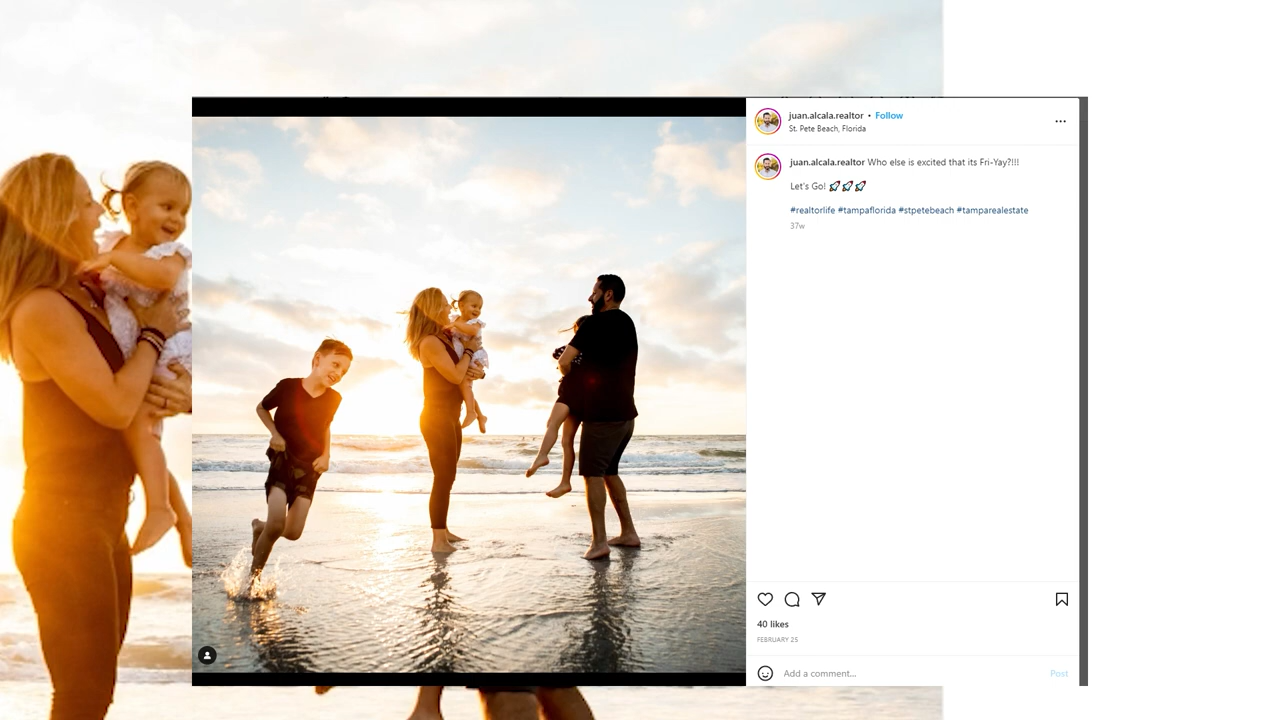 juan.alcala.realtor • Follow
St. Pete Beach, Florida
juan.alcala.realtor Who else is excited that its Fri-Yay?!!!
Let's Go! 🚀🚀🚀
#realtorlife #tampaflorida #stpetebeach #tamparealestate
37w
40 likes
FEBRUARY 25
Add a comment... Post